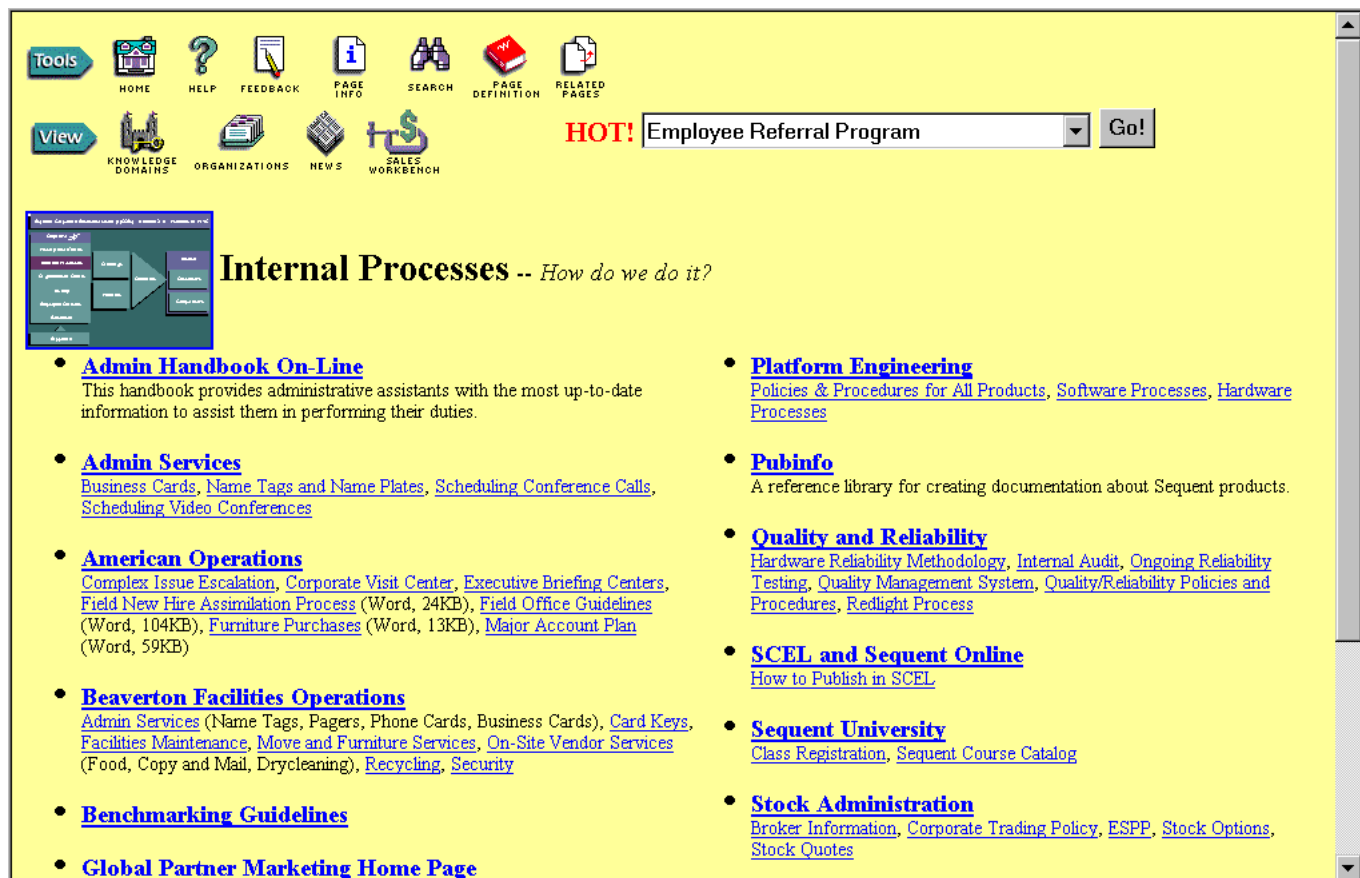 Tools
HOME
HELP
FEEDBACK
PAGE INFO
SEARCH
PAGE DEFINITION
RELATED PAGES
View
KNOWLEDGE DOMAINS
ORGANIZATIONS
NEWS
SALES WORKBENCH
HOT! Employee Referral Program Go!
Internal Processes -- How do we do it?
Admin Handbook On-Line
This handbook provides administrative assistants with the most up-to-date
information to assist them in performing their duties.
Admin Services
Business Cards, Name Tags and Name Plates, Scheduling Conference Calls,
Scheduling Video Conferences
American Operations
Complex Issue Escalation, Corporate Visit Center, Executive Briefing Centers,
Field New Hire Assimilation Process (Word, 24KB), Field Office Guidelines
(Word, 104KB), Furniture Purchases (Word, 13KB), Major Account Plan
(Word, 59KB)
Beaverton Facilities Operations
Admin Services (Name Tags, Pagers, Phone Cards, Business Cards), Card Keys,
Facilities Maintenance, Move and Furniture Services, On-Site Vendor Services
(Food, Copy and Mail, Drycleaning), Recycling, Security
Benchmarking Guidelines
Global Partner Marketing Home Page
Platform Engineering
Policies & Procedures for All Products, Software Processes, Hardware
Processes
Pubinfo
A reference library for creating documentation about Sequent products.
Quality and Reliability
Hardware Reliability Methodology, Internal Audit, Ongoing Reliability
Testing, Quality Management System, Quality/Reliability Policies and
Procedures, Redlight Process
SCEL and Sequent Online
How to Publish in SCEL
Sequent University
Class Registration, Sequent Course Catalog
Stock Administration
Broker Information, Corporate Trading Policy, ESPP, Stock Options,
Stock Quotes